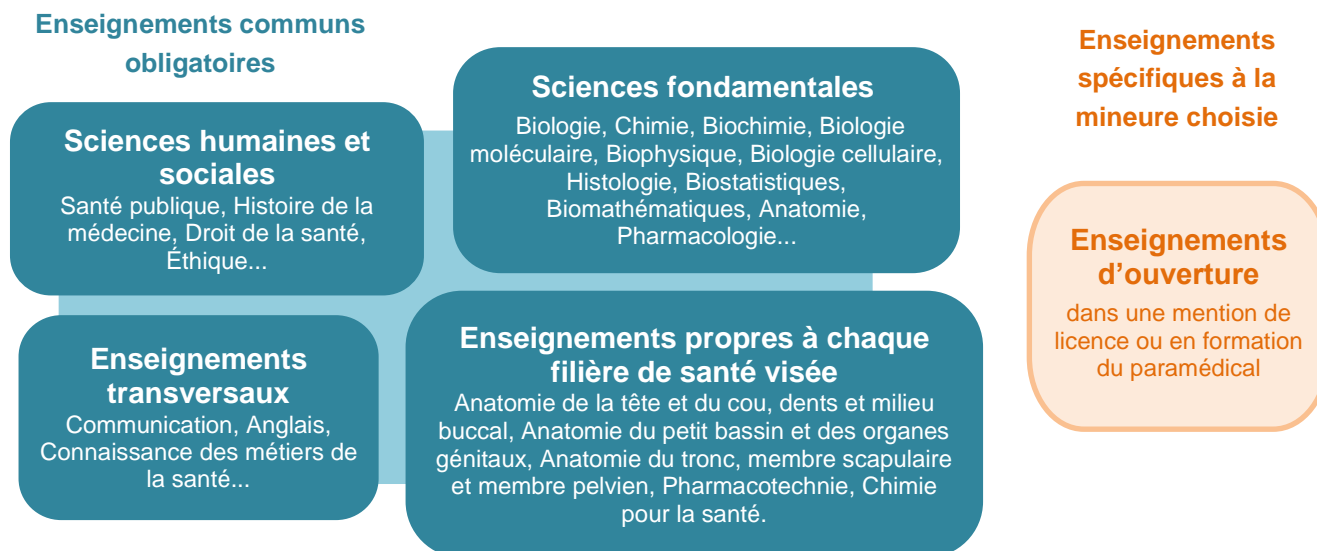 Enseignements communs
obligatoires
Sciences humaines et
sociales
Santé publique, Histoire de la
médecine, Droit de la santé,
Éthique...
Sciences fondamentales
Biologie, Chimie, Biochimie, Biologie
moléculaire, Biophysique, Biologie cellulaire,
Histologie, Biostatistiques,
Biomathématiques, Anatomie,
Pharmacologie...
Enseignements
transversaux
Communication, Anglais,
Connaissance des métiers de
la santé...
Enseignements propres à chaque
filière de santé visée
Anatomie de la tête et du cou, dents et milieu
buccal, Anatomie du petit bassin et des organes
génitaux, Anatomie du tronc, membre scapulaire
et membre pelvien, Pharmacotechnie, Chimie
pour la santé.
Enseignements
spécifiques à la
mineure choisie
Enseignements
d’ouverture
dans une mention de
licence ou en formation
du paramédical